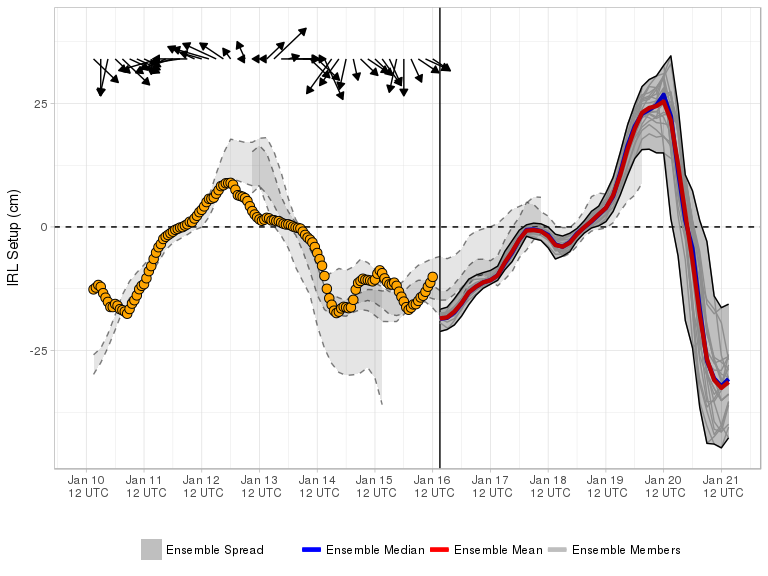 IRL Setup (cm)
25
0
-25
Jan 10 Jan 11 Jan 12 Jan 13 Jan 14 Jan 15 Jan 16 Jan 17 Jan 18 Jan 19 Jan 20 Jan 21
12 UTC 12 UTC 12 UTC 12 UTC 12 UTC 12 UTC 12 UTC 12 UTC 12 UTC 12 UTC 12 UTC 12 UTC
Ensemble Spread Ensemble Median Ensemble Mean Ensemble Members